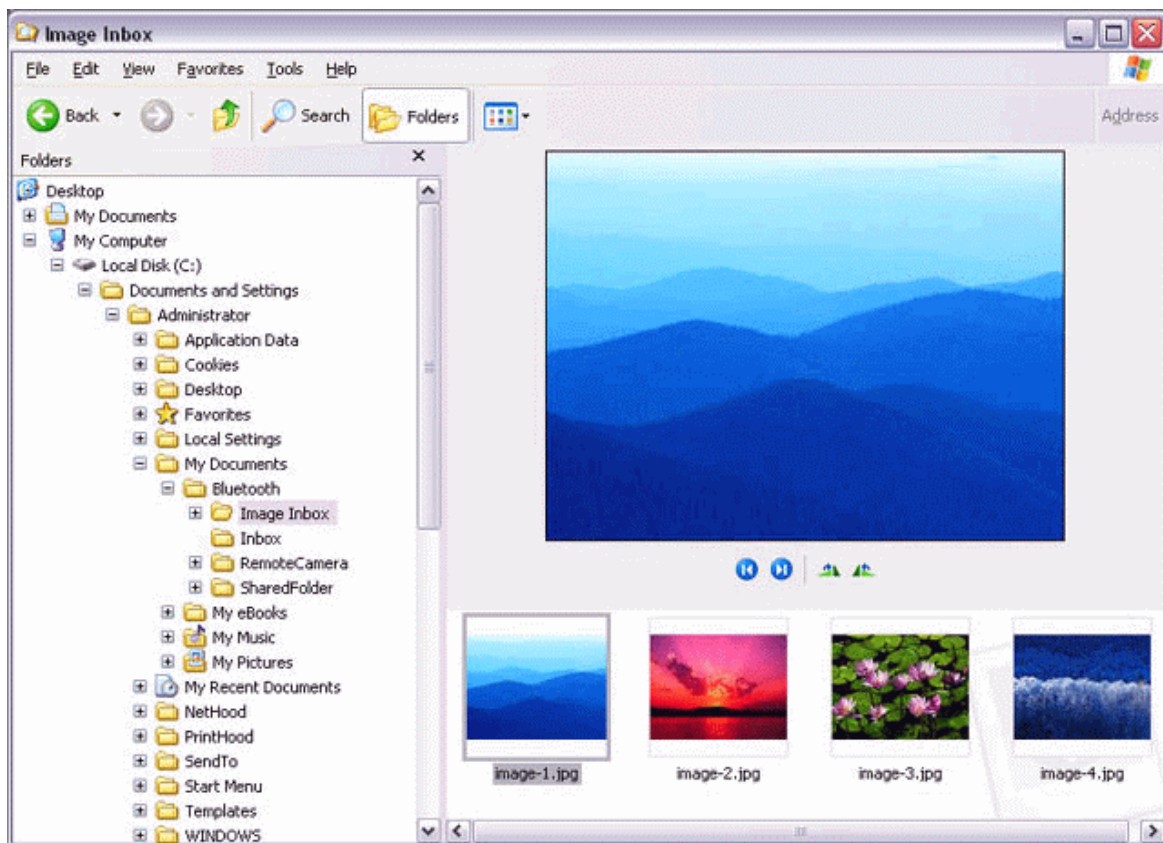 Image Inbox
File Edit View Favorites Tools Help
Back Search Folders Address
Folders
Desktop
My Documents
My Computer
Local Disk (C:)
Documents and Settings
Administrator
Application Data
Cookies
Desktop
Favorites
Local Settings
My Documents
Bluetooth
Image Inbox
Inbox
RemoteCamera
SharedFolder
My eBooks
My Music
My Pictures
My Recent Documents
NetHood
PrintHood
SendTo
Start Menu
Templates
WINDOWS
image-1.jpg image-2.jpg image-3.jpg image-4.jpg